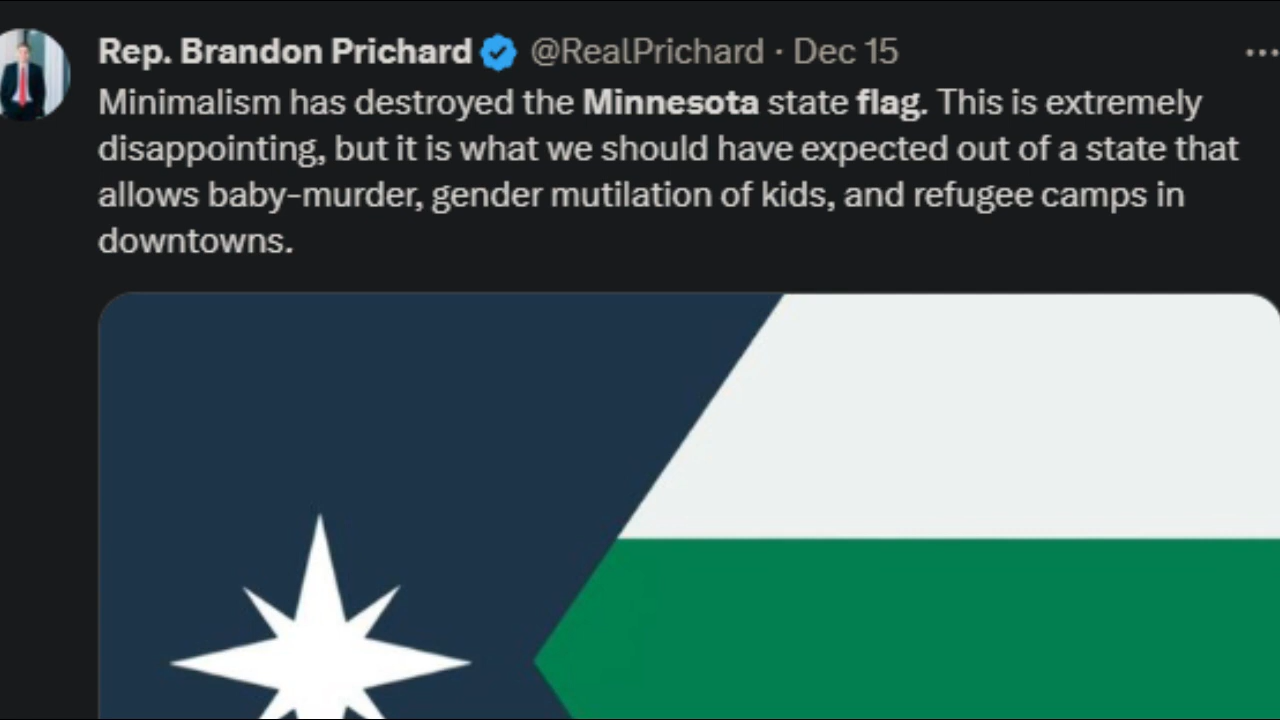 Rep. Brandon Prichard @RealPrichard · Dec 15
Minimalism has destroyed the Minnesota state flag. This is extremely
disappointing, but it is what we should have expected out of a state that
allows baby-murder, gender mutilation of kids, and refugee camps in
downtowns.